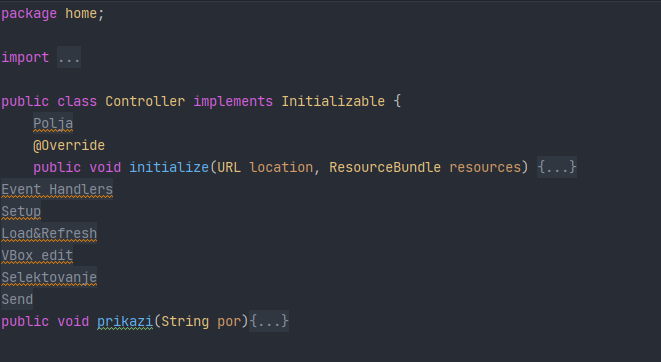 package home;
import ...
public class Controller implements Initializable {
Polja
@Override
public void initialize(URL location, ResourceBundle resources) {...}
Event Handlers
Setup
Load&Refresh
VBox edit
Selektovanje
Send
public void prikazi(String por){...}